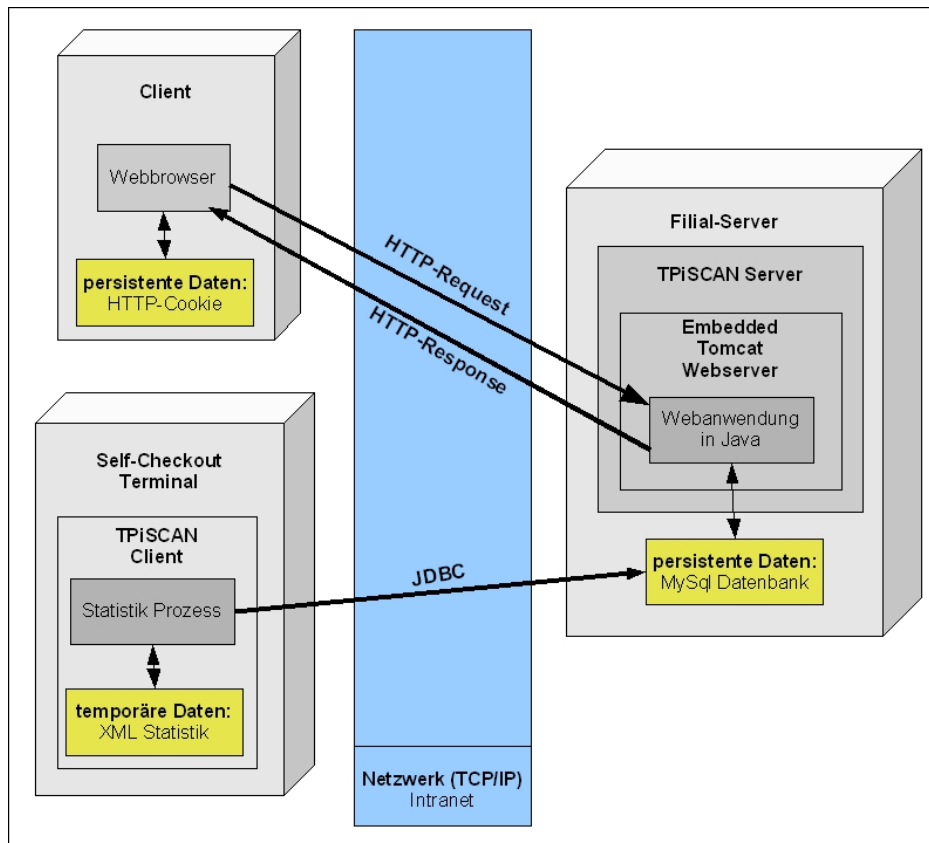 Client
Webbrowser
persistente Daten:
HTTP-Cookie
HTTP-Request
HTTP-Response
Filial-Server
TPiSCAN Server
Embedded
Tomcat
Webserver
Webanwendung
in Java
persistente Daten:
MySql Datenbank
Self-Checkout
Terminal
TPiSCAN
Client
Statistik Prozess
temporäre Daten:
XML Statistik
JDBC
Netzwerk (TCP/IP)
Intranet